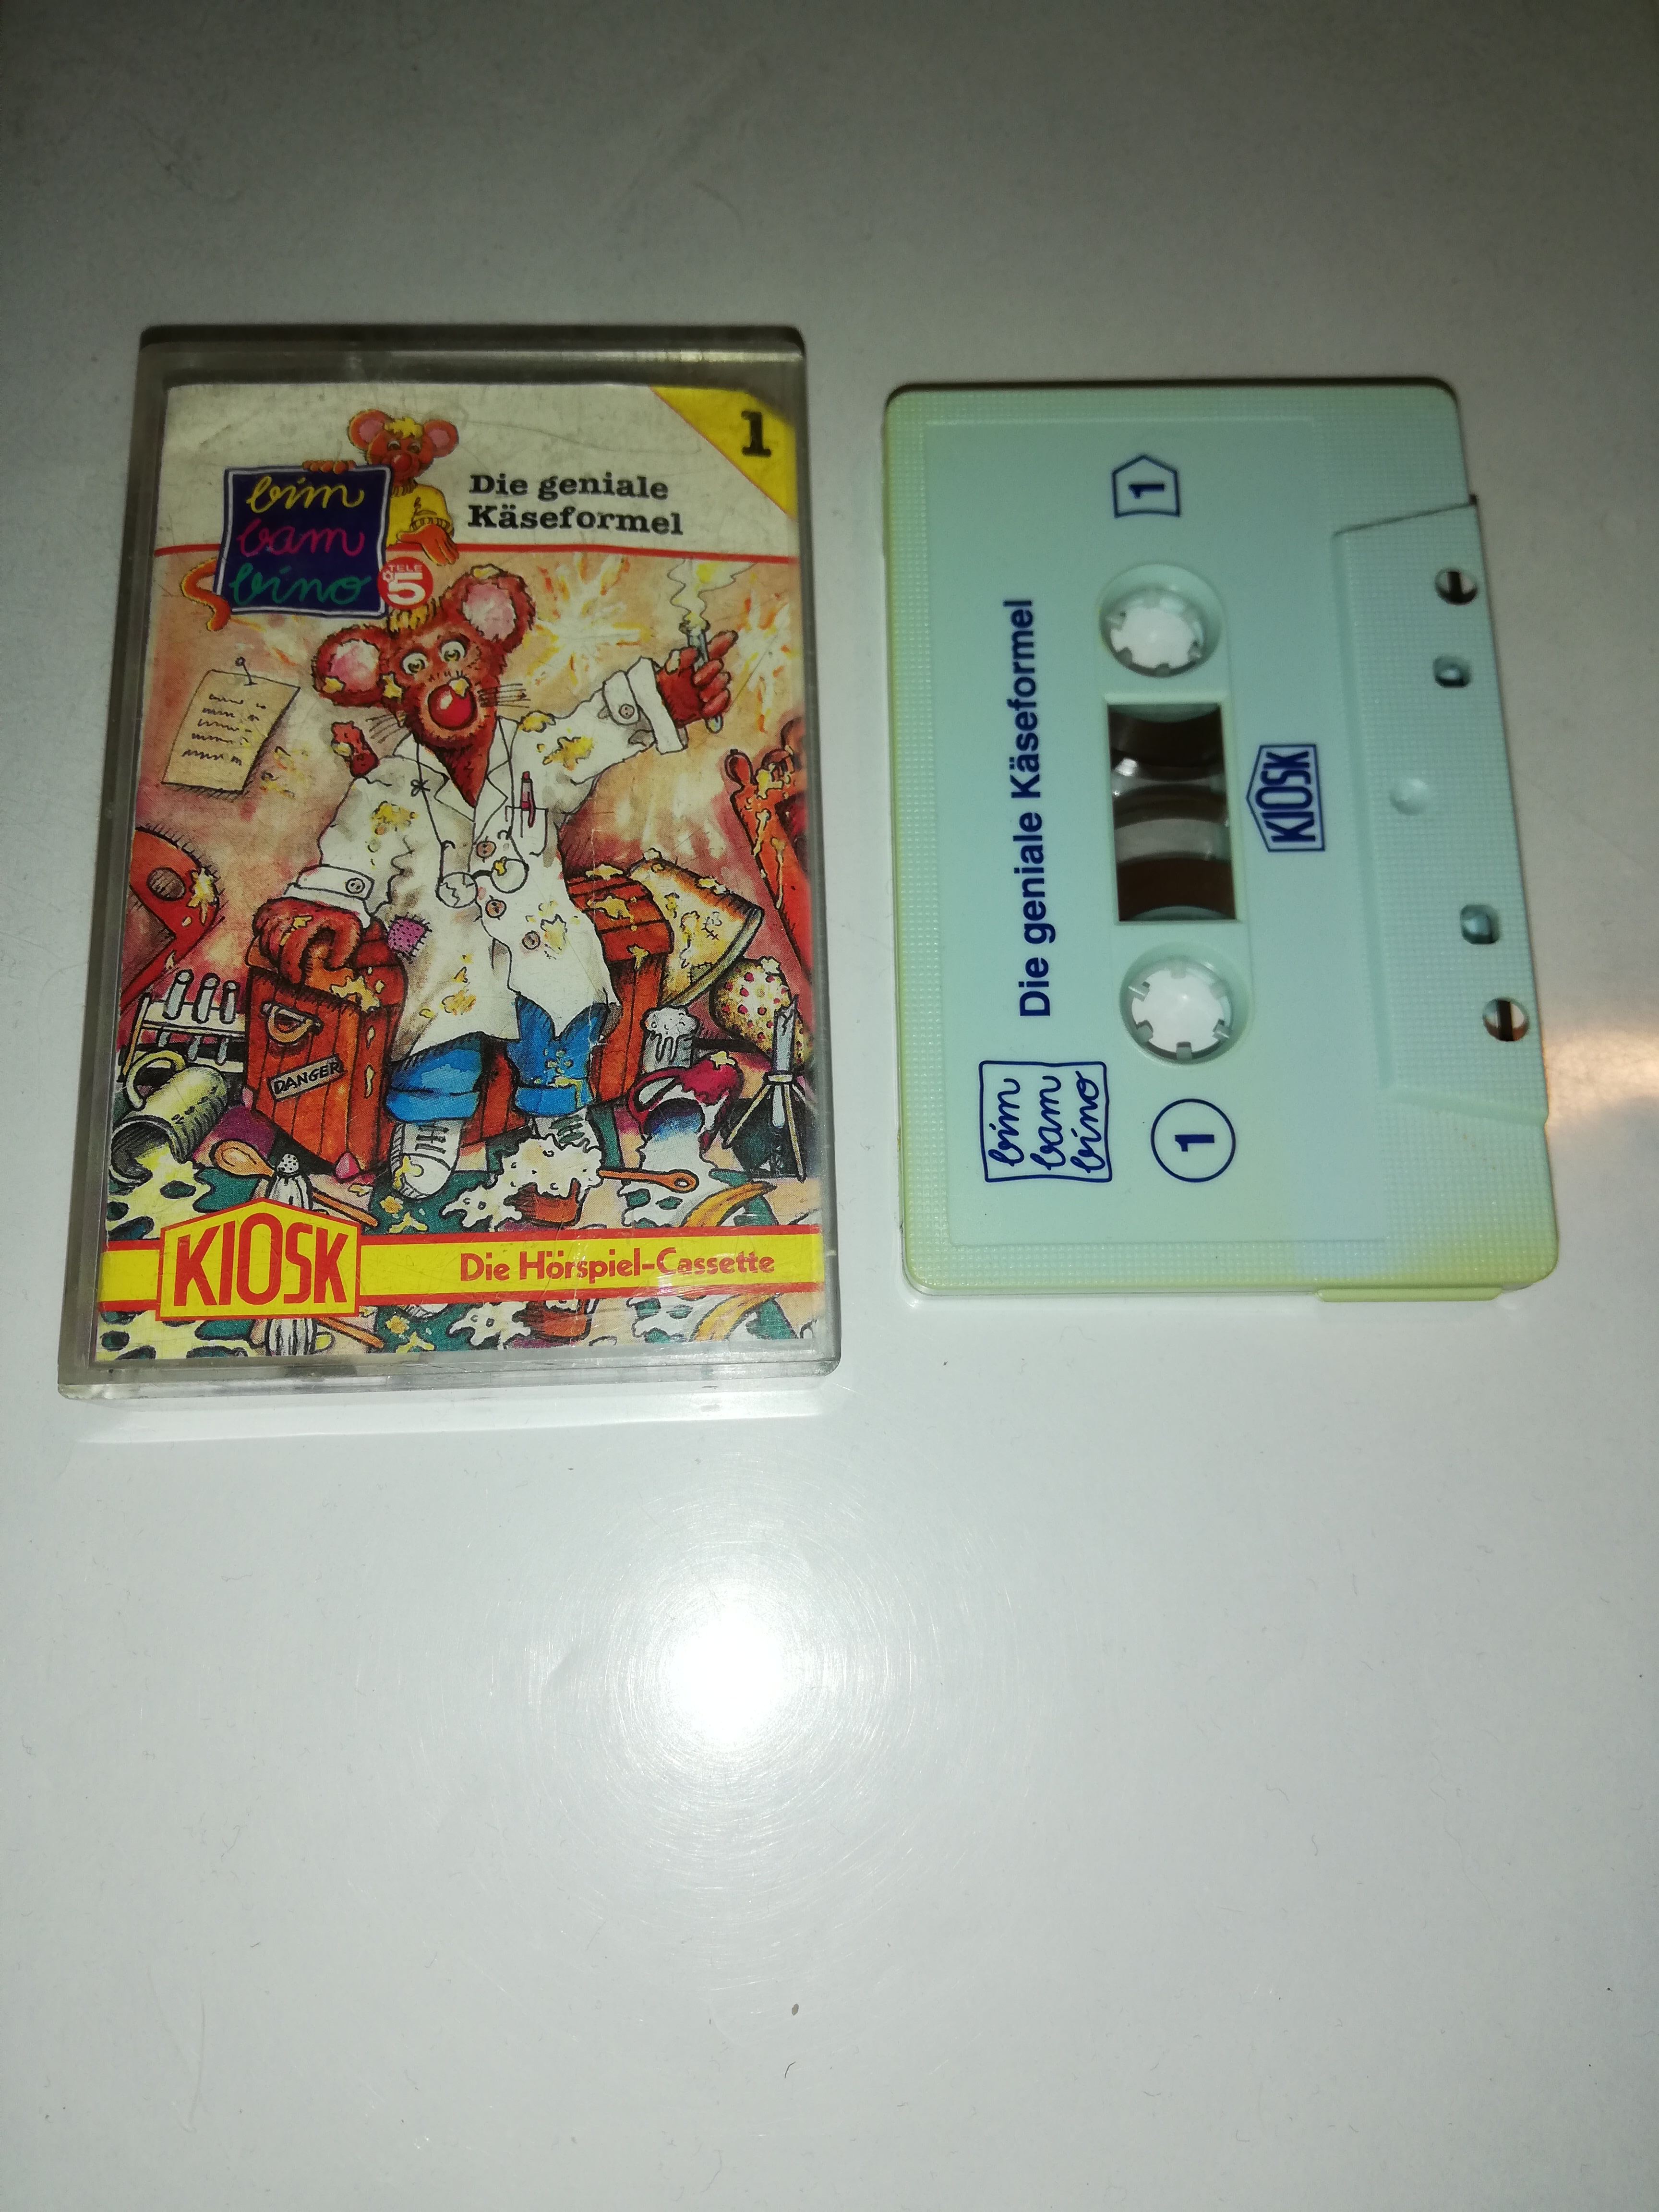 1
Die geniale
Käseformel
bim
bam
bino
TELE
5
DANGER
KIOSK
Die Hörspiel-Cassette
bim
bam
bino
Die geniale Käseformel
1
1
KIOSK